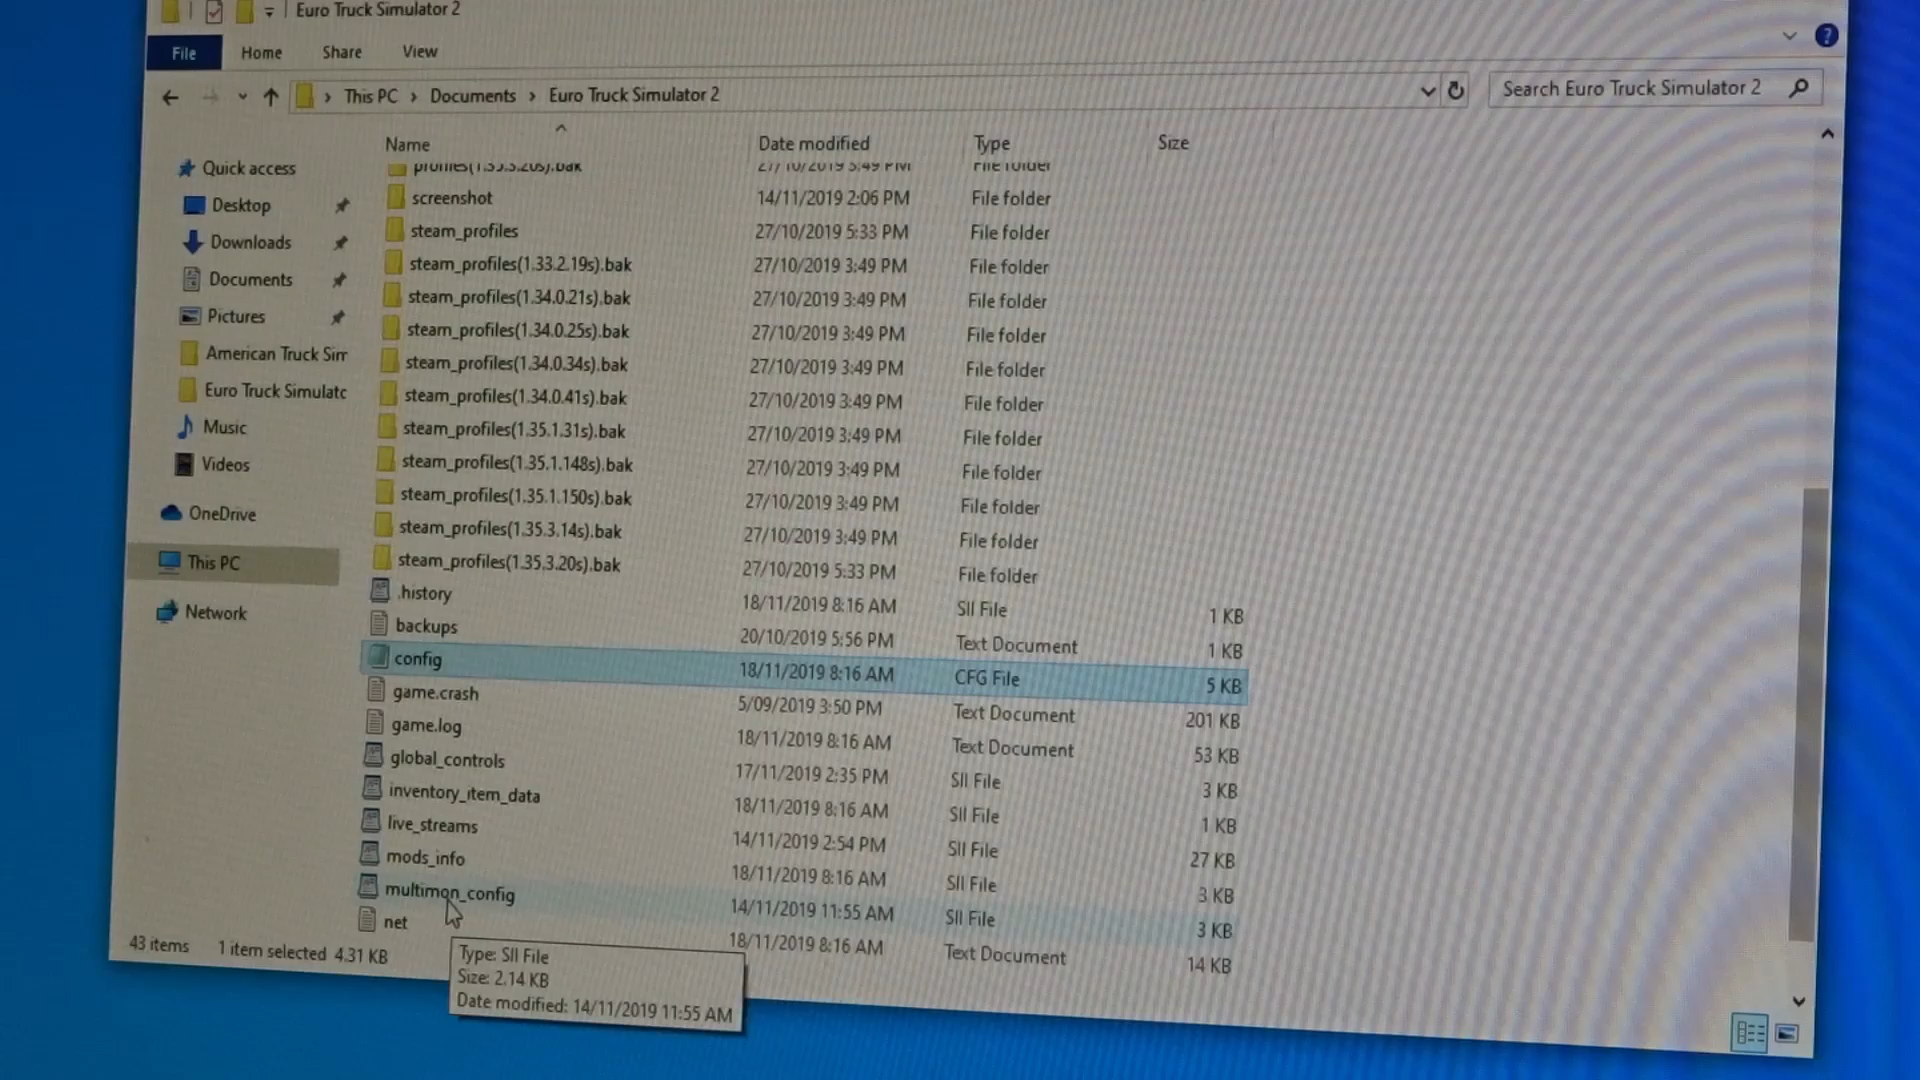 Euro Truck Simulator 2
File Home Share View
This PC > Documents > Euro Truck Simulator 2 Search Euro Truck Simulator 2
Name Date modified Type Size
Quick access
Desktop
Downloads
Documents
Pictures
American Truck Sim
Euro Truck Simulato
Music
Videos
OneDrive
This PC
Network
profiles(1.35.3.20s).bak 27/10/2019 3:49 PM File folder
screenshot 14/11/2019 2:06 PM File folder
steam_profiles 27/10/2019 5:33 PM File folder
steam_profiles(1.33.2.19s).bak 27/10/2019 3:49 PM File folder
steam_profiles(1.34.0.21s).bak 27/10/2019 3:49 PM File folder
steam_profiles(1.34.0.25s).bak 27/10/2019 3:49 PM File folder
steam_profiles(1.34.0.34s).bak 27/10/2019 3:49 PM File folder
steam_profiles(1.34.0.41s).bak 27/10/2019 3:49 PM File folder
steam_profiles(1.35.1.31s).bak 27/10/2019 3:49 PM File folder
steam_profiles(1.35.1.148s).bak 27/10/2019 3:49 PM File folder
steam_profiles(1.35.1.150s).bak 27/10/2019 3:49 PM File folder
steam_profiles(1.35.3.14s).bak 27/10/2019 3:49 PM File folder
steam_profiles(1.35.3.20s).bak 27/10/2019 5:33 PM File folder
.history 18/11/2019 8:16 AM SII File 1 KB
backups 20/10/2019 5:56 PM Text Document 1 KB
config 18/11/2019 8:16 AM CFG File 5 KB
game.crash 5/09/2019 3:50 PM Text Document 201 KB
game.log 18/11/2019 8:16 AM Text Document 53 KB
global_controls 17/11/2019 2:35 PM SII File 3 KB
inventory_item_data 18/11/2019 8:16 AM SII File 1 KB
live_streams 14/11/2019 2:54 PM SII File 27 KB
mods_info 18/11/2019 8:16 AM SII File 3 KB
multimon_config 14/11/2019 11:55 AM SII File 3 KB
net 18/11/2019 8:16 AM Text Document 14 KB
43 items 1 item selected 4.31 KB
Type: SII File
Size: 2.14 KB
Date modified: 14/11/2019 11:55 AM